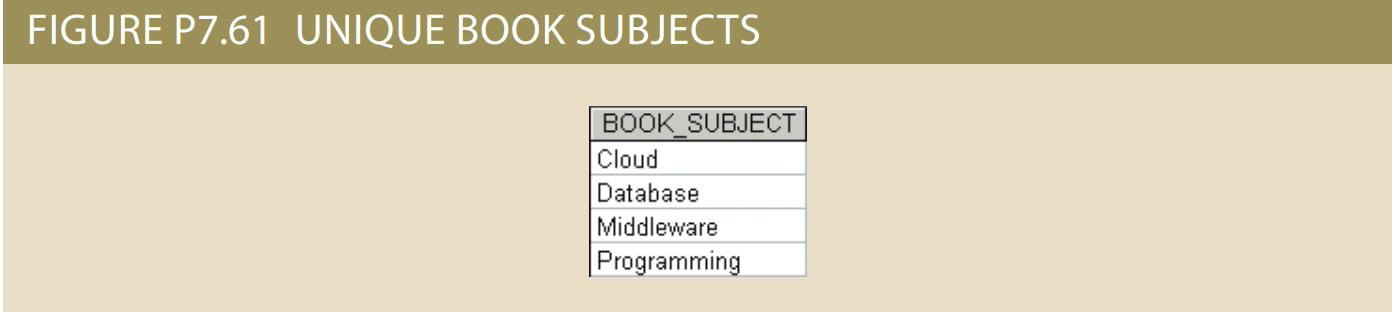 FIGURE P7.61 UNIQUE BOOK SUBJECTS
BOOK_SUBJECT
Cloud
Database
Middleware
Programming